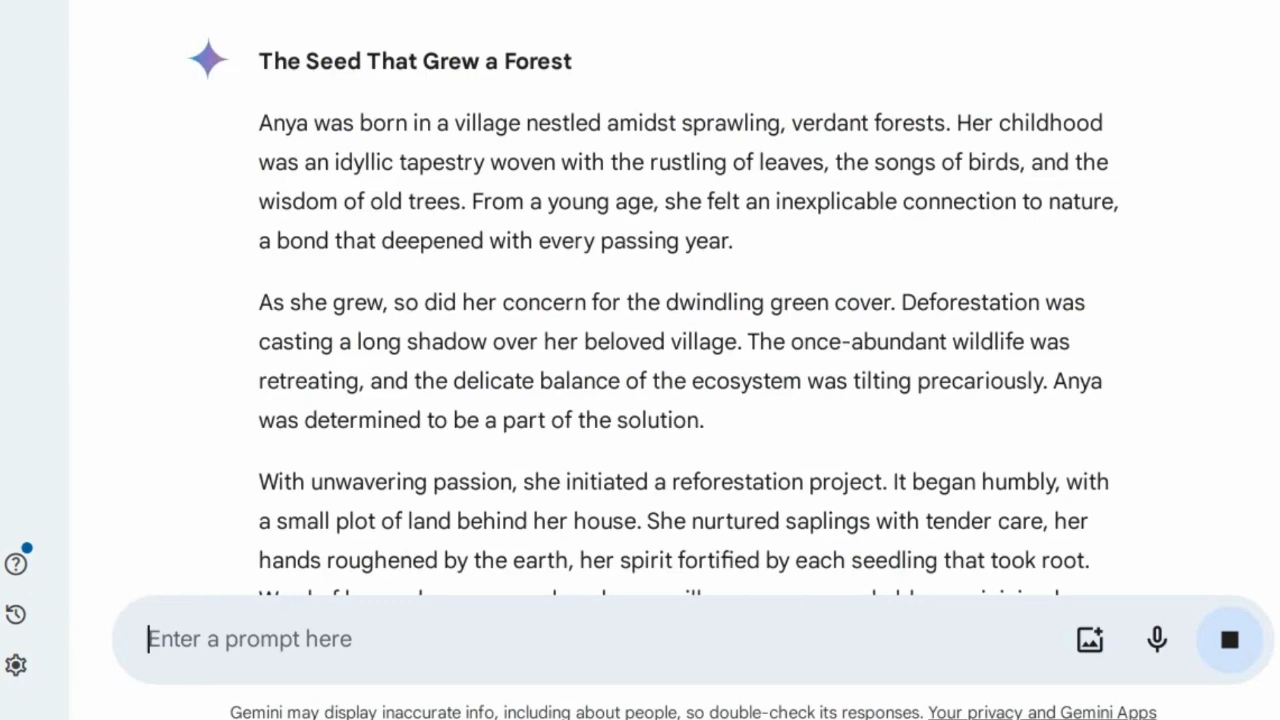 The Seed That Grew a Forest
Anya was born in a village nestled amidst sprawling, verdant forests. Her childhood
was an idyllic tapestry woven with the rustling of leaves, the songs of birds, and the
wisdom of old trees. From a young age, she felt an inexplicable connection to nature,
a bond that deepened with every passing year.
As she grew, so did her concern for the dwindling green cover. Deforestation was
casting a long shadow over her beloved village. The once-abundant wildlife was
retreating, and the delicate balance of the ecosystem was tilting precariously. Anya
was determined to be a part of the solution.
With unwavering passion, she initiated a reforestation project. It began humbly, with
a small plot of land behind her house. She nurtured saplings with tender care, her
hands roughened by the earth, her spirit fortified by each seedling that took root.
Enter a prompt here
Gemini may display inaccurate info, including about people, so double-check its responses. Your privacy and Gemini Apps